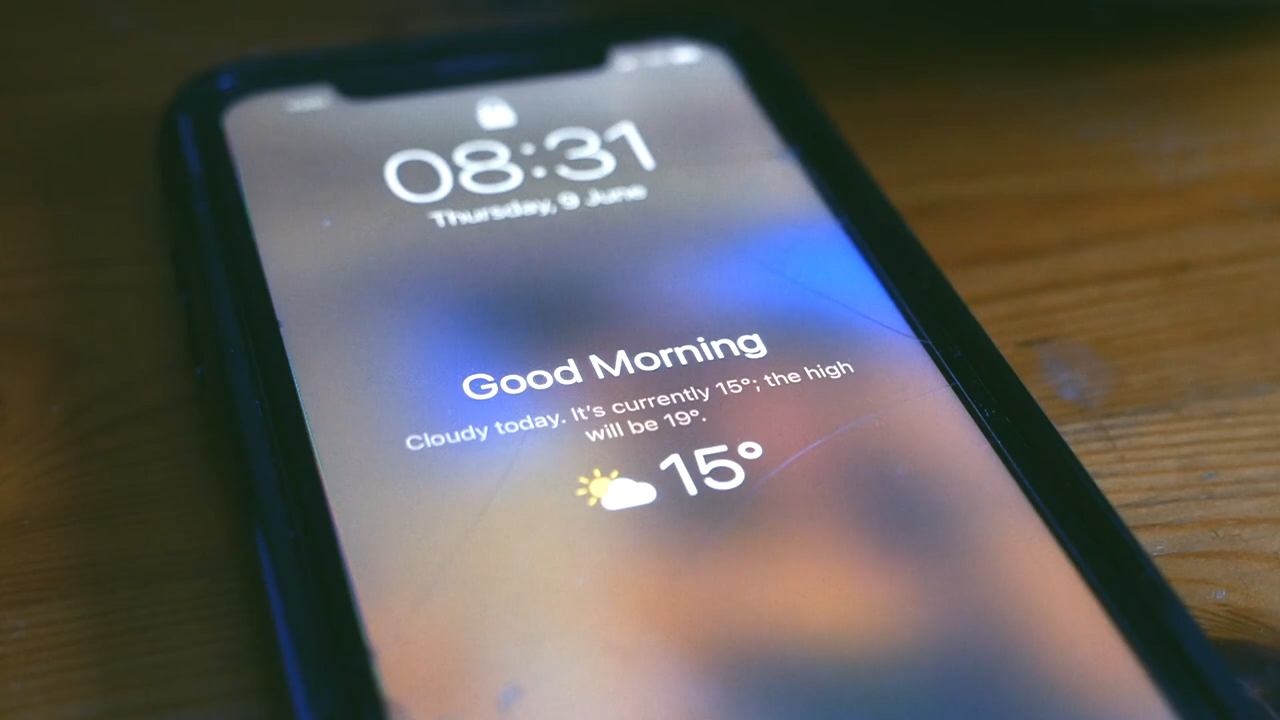 08:31
Thursday, 9 June
Good Morning
Cloudy today. It's currently 15°; the high
will be 19°.
15°